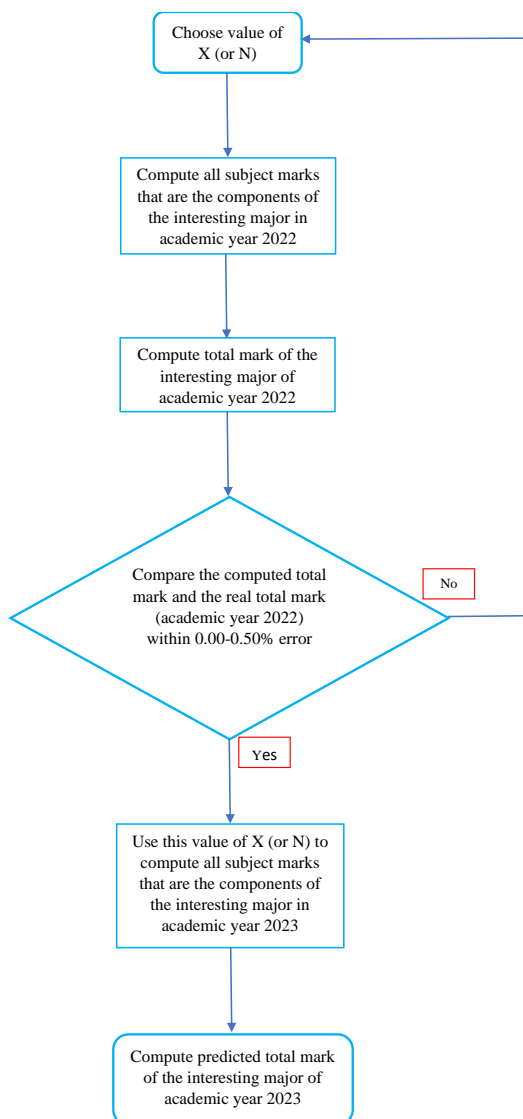 Choose value of
X (or N)
Compute all subject marks
that are the components of
the interesting major in
academic year 2022
Compute total mark of the
interesting major of
academic year 2022
Compare the computed total
mark and the real total mark
(academic year 2022)
within 0.00-0.50% error
No
Yes
Use this value of X (or N) to
compute all subject marks
that are the components of
the interesting major in
academic year 2023
Compute predicted total mark
of the interesting major of
academic year 2023